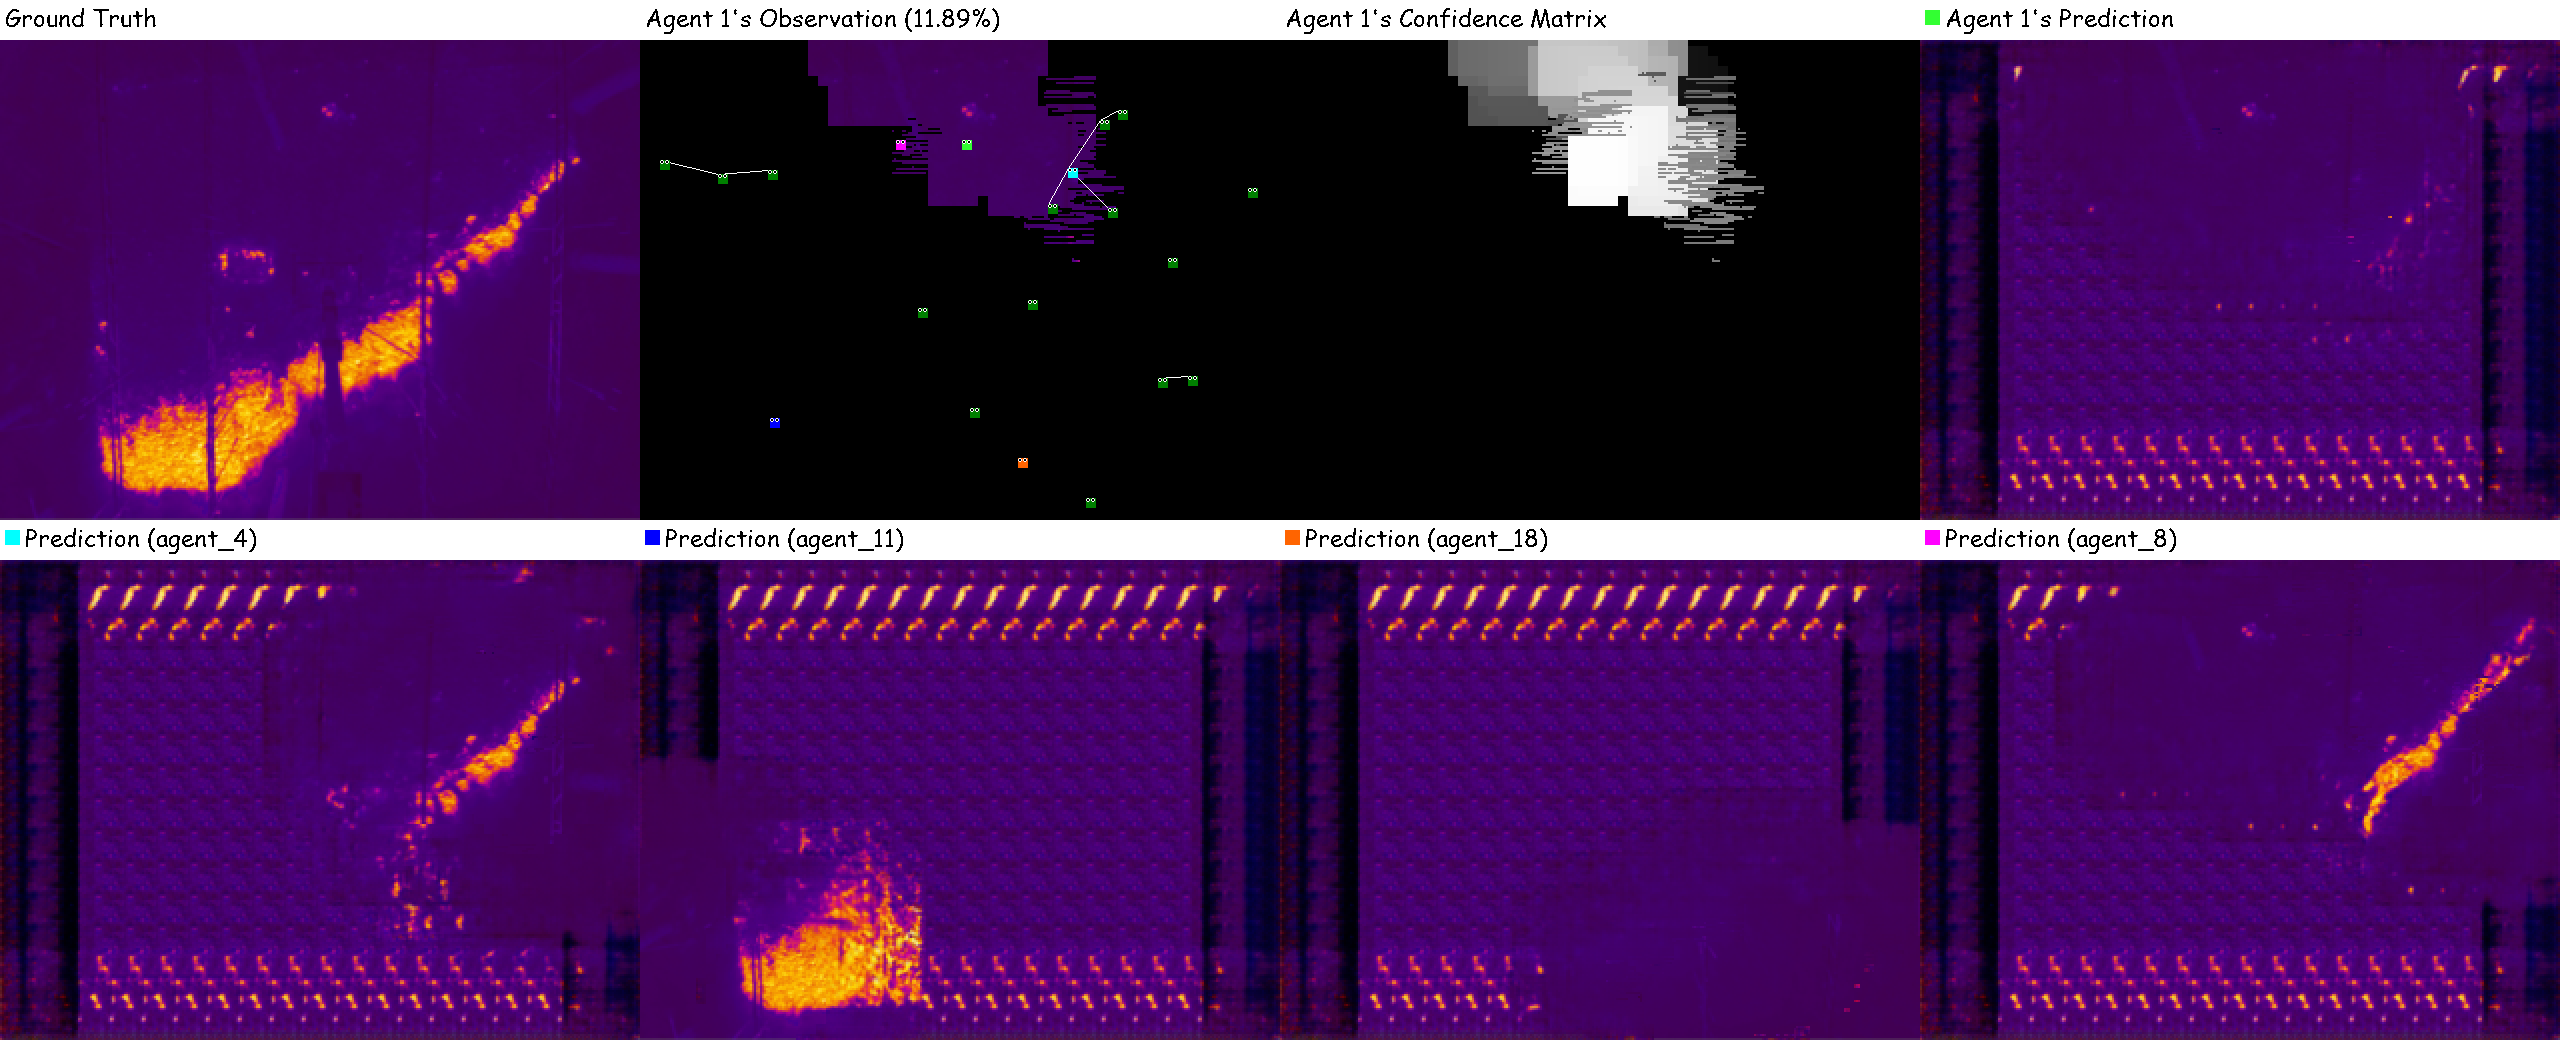 Ground Truth
Agent 1's Observation (11.89%)
Agent 1's Confidence Matrix
Agent 1's Prediction
Prediction (agent_4)
Prediction (agent_11)
Prediction (agent_18)
Prediction (agent_8)